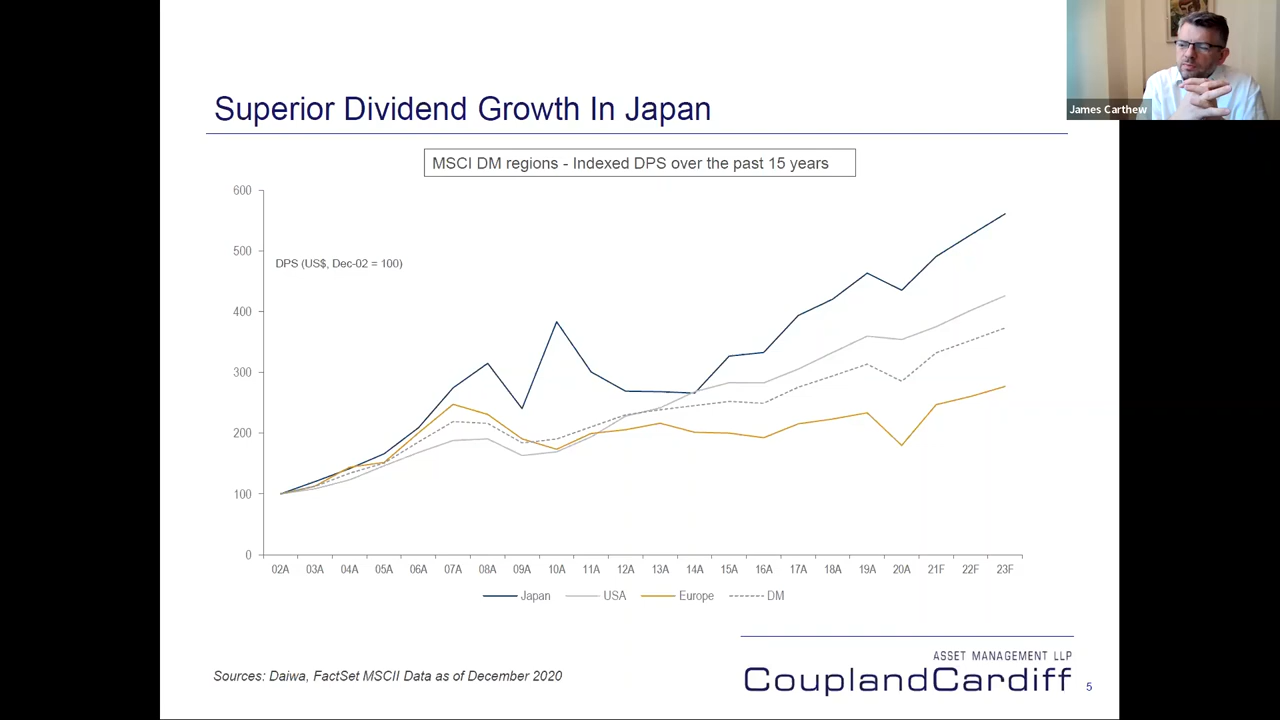 James Carthew
Superior Dividend Growth In Japan
MSCI DM regions - Indexed DPS over the past 15 years
600
500
DPS (US$, Dec-02 = 100)
400
300
200
100
0
02A 03A 04A 05A 06A 07A 08A 09A 10A 11A 12A 13A 14A 15A 16A 17A 18A 19A 20A 21F 22F 23F
Japan USA Europe DM
Sources: Daiwa, FactSet MSCII Data as of December 2020
ASSET MANAGEMENT LLP
CouplandCardiff
5